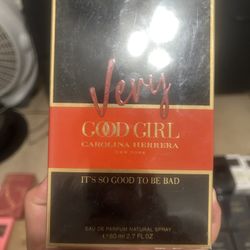 Very
GOOD GIRL
CAROLINA HERRERA
NEW YORK
IT'S SO GOOD TO BE BAD
EAU DE PARFUM NATURAL SPRAY
80 ml 2.7 FL OZ